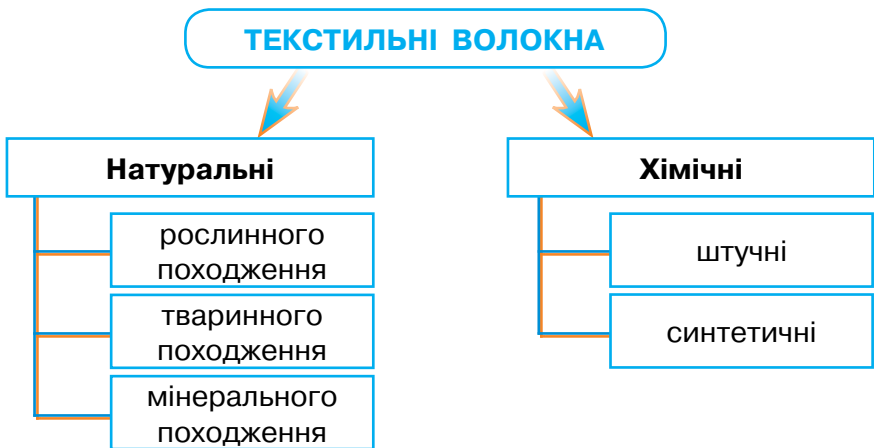 ТЕКСТИЛЬНІ ВОЛОКНА
Натуральні
рослинного
походження
тваринного
походження
мінерального
походження
Хімічні
штучні
синтетичні